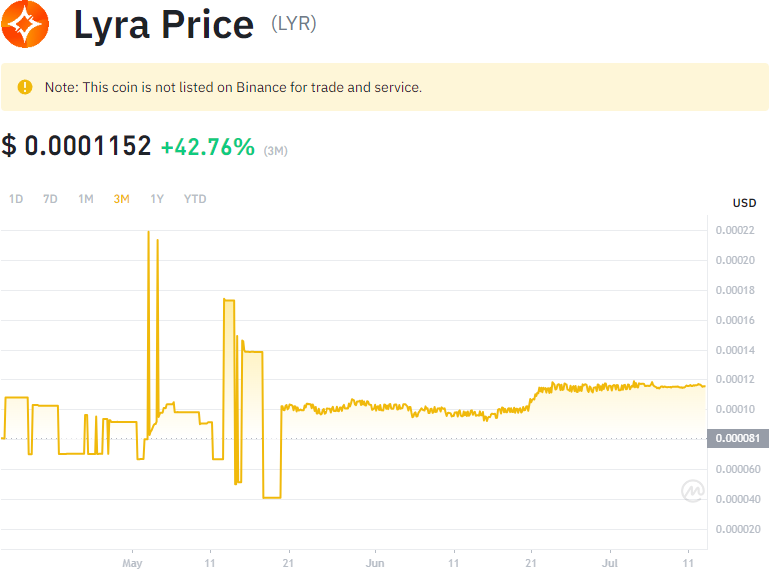 Lyra Price (LYR)
Note: This coin is not listed on Binance for trade and service.
$ 0.0001152 +42.76% (3M)
1D 7D 1M 3M 1Y YTD
USD
0.00022
0.00020
0.00018
0.00016
0.00014
0.00012
0.00010
0.000081
0.000060
0.000040
0.000020
May 11 21 Jun 11 21 Jul 11